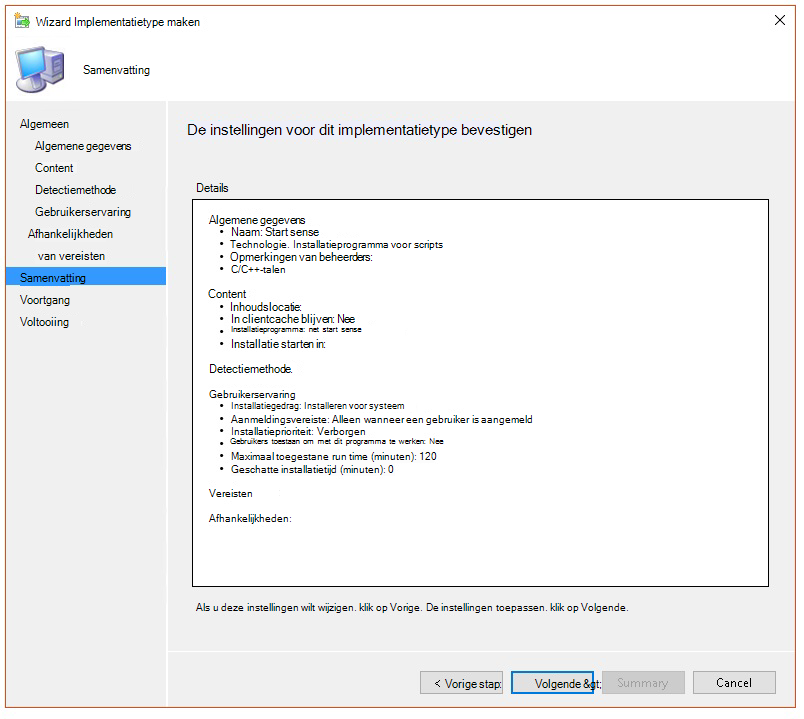 Wizard Implementatietype maken
Samenvatting
Algemeen
Algemene gegevens
Content
Detectiemethode
Gebruikerservaring
Afhankelijkheden
van vereisten
Samenvatting
Voortgang
Voltooiing
De instellingen voor dit implementatietype bevestigen
Details
Algemene gegevens
• Naam: Start sense
• Technologie. Installatieprogramma voor scripts
• Opmerkingen van beheerders:
• C/C++-talen
Content
• Inhoudslocatie:
• In clientcache blijven: Nee
• Installatieprogramma: net start sense
• Installatie starten in:
Detectiemethode.
Gebruikerservaring
• Installatiegedrag: Installeren voor systeem
• Aanmeldingsvereiste: Alleen wanneer een gebruiker is aangemeld
• Installatieprioriteit: Verborgen
• Gebruikers toestaan om met dit programma te werken: Nee
• Maximaal toegestane run time (minuten): 120
• Geschatte installatietijd (minuten): 0
Vereisten
Afhankelijkheden:
Als u deze instellingen wilt wijzigen. klik op Vorige. De instellingen toepassen. klik op Volgende.
< Vorige stap:
Volgende &gt;
Summary
Cancel